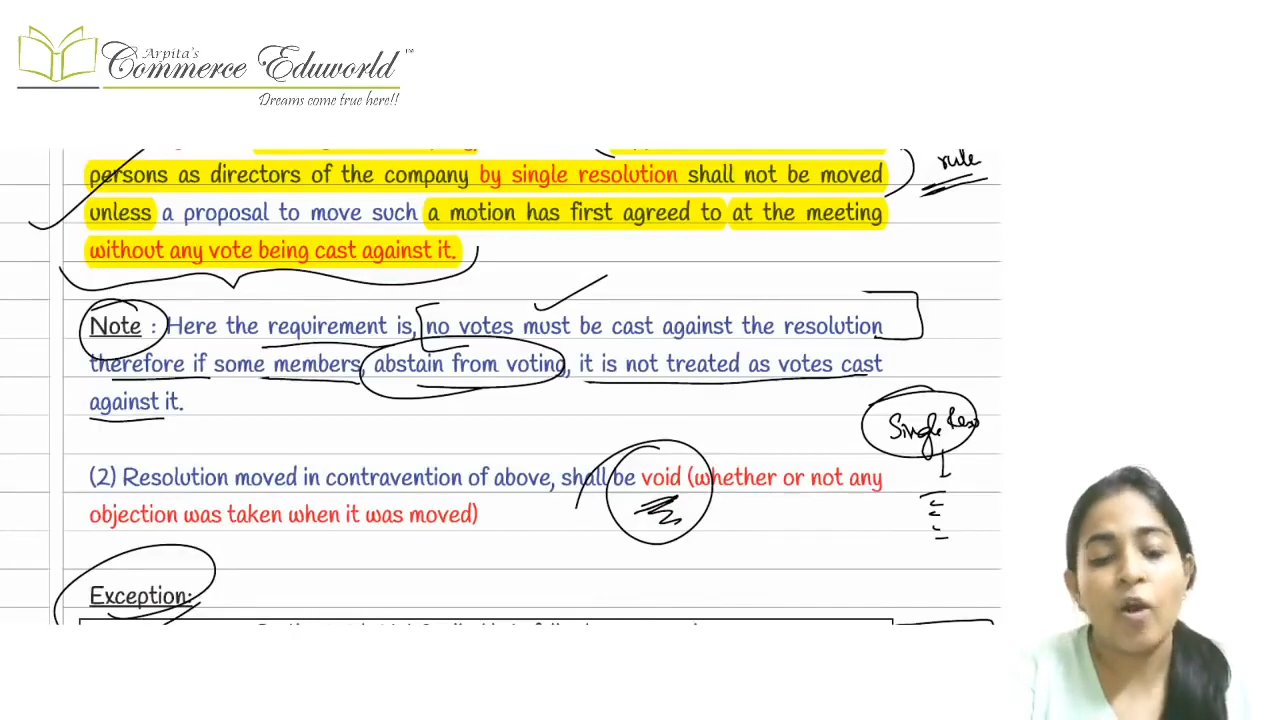 Arpita's
Commerce Eduworld™
Dreams come true here!!
persons as directors of the company by single resolution shall not be moved
rule
unless a proposal to move such a motion has first agreed to at the meeting
without any vote being cast against it.
Note : Here the requirement is, no votes must be cast against the resolution
therefore if some members, abstain from voting, it is not treated as votes cast
against it.
Single Reso
(2) Resolution moved in contravention of above, shall be void (whether or not any
objection was taken when it was moved)
Exception: